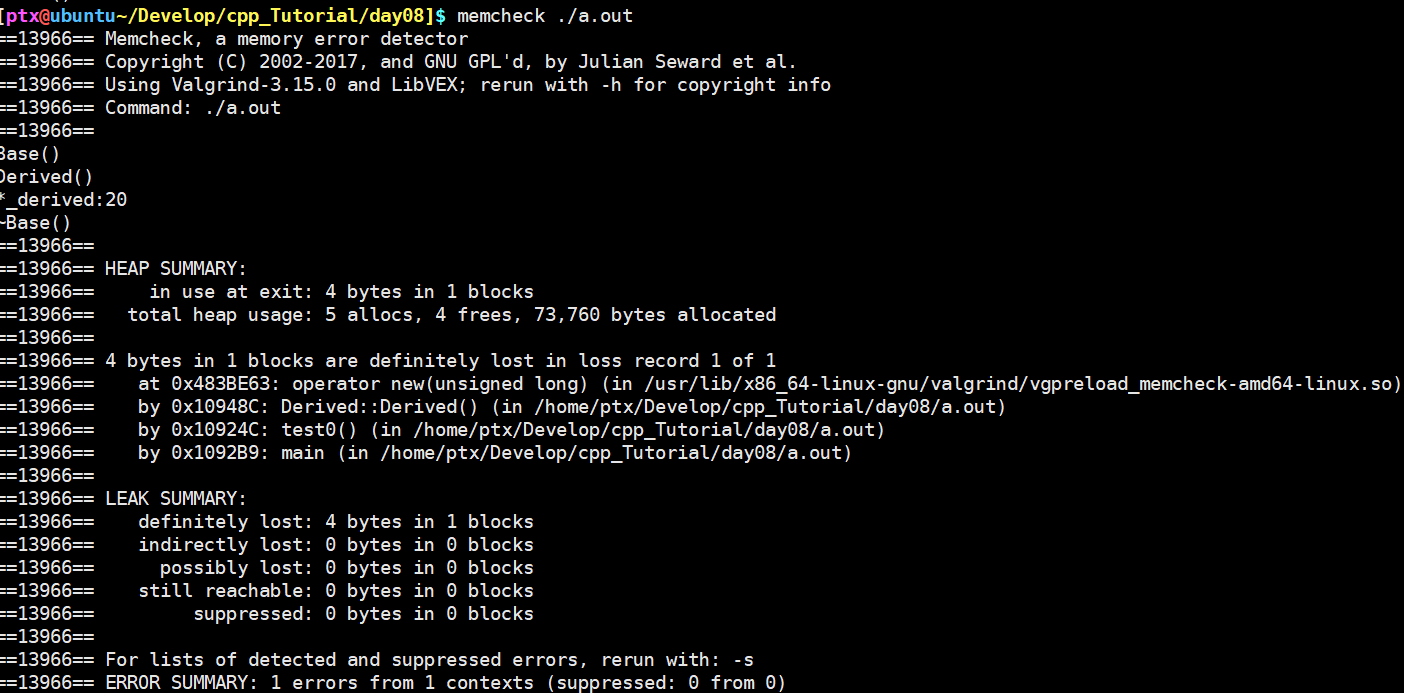 [ptx@ubuntu~/Develop/cpp_Tutorial/day08]$ memcheck ./a.out
==13966== Memcheck, a memory error detector
==13966== Copyright (C) 2002-2017, and GNU GPL'd, by Julian Seward et al.
==13966== Using Valgrind-3.15.0 and LibVEX; rerun with -h for copyright info
==13966== Command: ./a.out
==13966==
Base()
Derived()
*_derived:20
~Base()
==13966==
==13966== HEAP SUMMARY:
==13966==     in use at exit: 4 bytes in 1 blocks
==13966==   total heap usage: 5 allocs, 4 frees, 73,760 bytes allocated
==13966==
==13966== 4 bytes in 1 blocks are definitely lost in loss record 1 of 1
==13966==    at 0x483BE63: operator new(unsigned long) (in /usr/lib/x86_64-linux-gnu/valgrind/vgpreload_memcheck-amd64-linux.so)
==13966==    by 0x10948C: Derived::Derived() (in /home/ptx/Develop/cpp_Tutorial/day08/a.out)
==13966==    by 0x10924C: test0() (in /home/ptx/Develop/cpp_Tutorial/day08/a.out)
==13966==    by 0x1092B9: main (in /home/ptx/Develop/cpp_Tutorial/day08/a.out)
==13966==
==13966== LEAK SUMMARY:
==13966==    definitely lost: 4 bytes in 1 blocks
==13966==    indirectly lost: 0 bytes in 0 blocks
==13966==      possibly lost: 0 bytes in 0 blocks
==13966==    still reachable: 0 bytes in 0 blocks
==13966==         suppressed: 0 bytes in 0 blocks
==13966==
==13966== For lists of detected and suppressed errors, rerun with: -s
==13966== ERROR SUMMARY: 1 errors from 1 contexts (suppressed: 0 from 0)